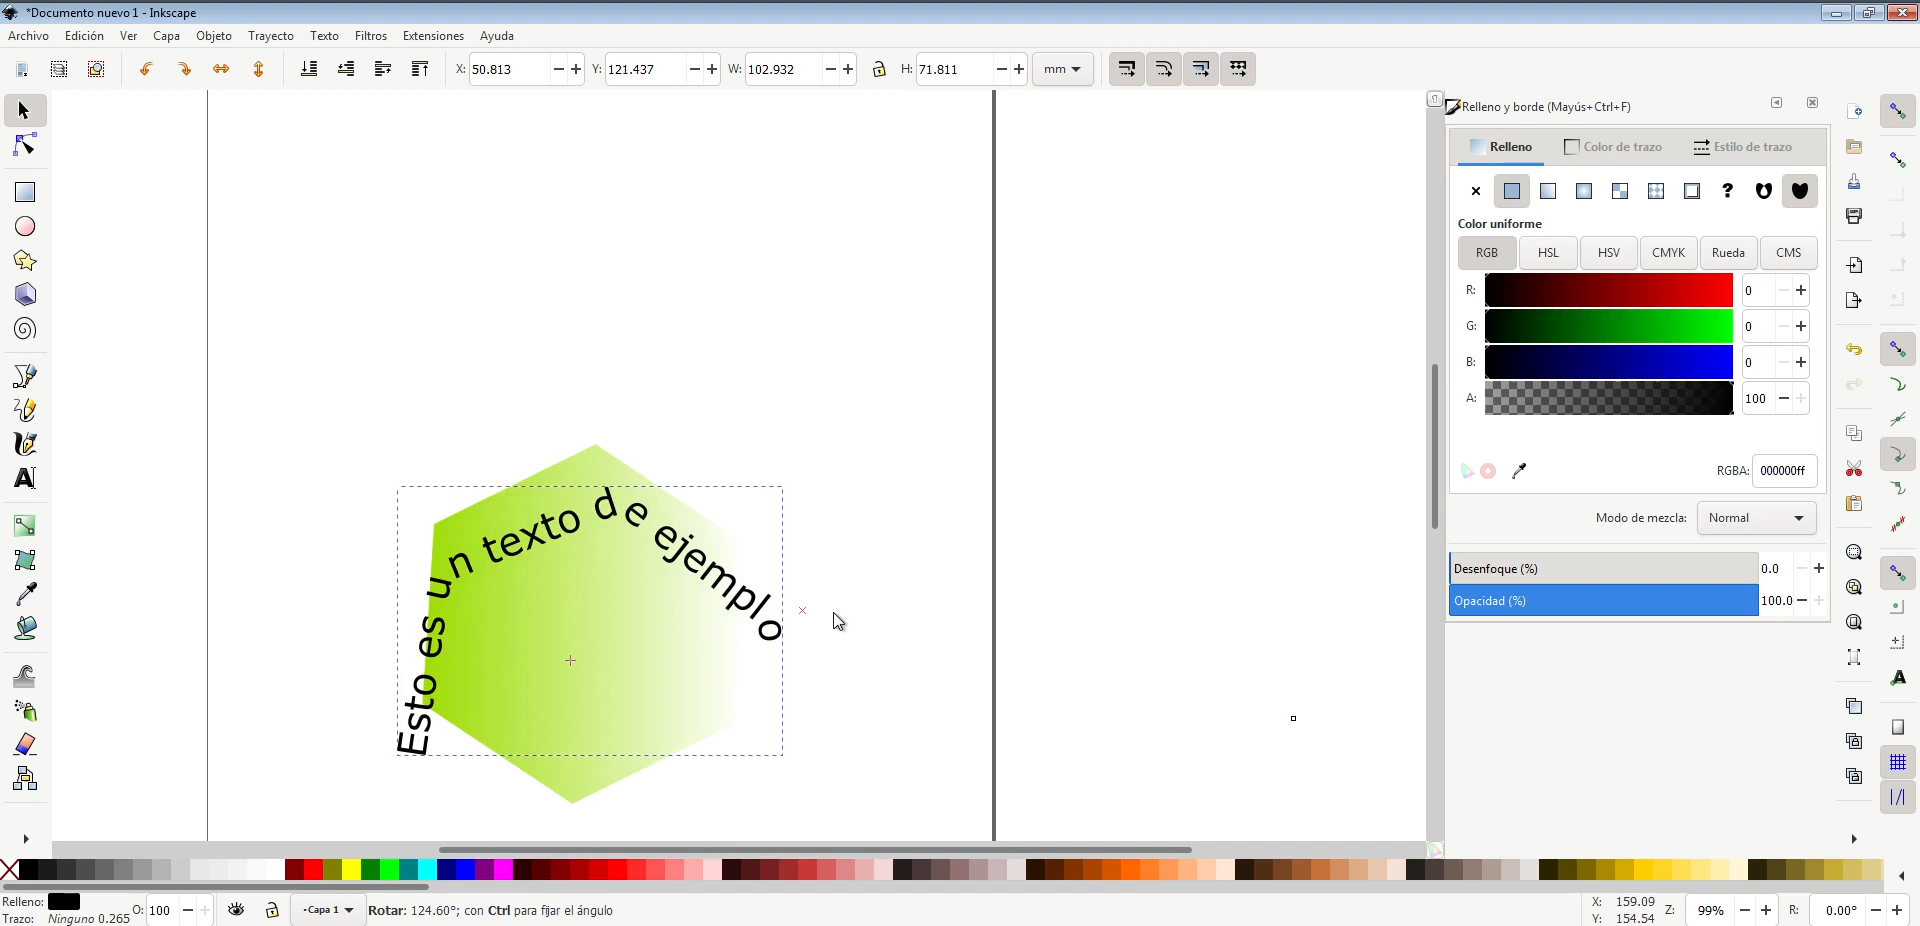 *Documento nuevo 1 - Inkscape
Archivo Edición Ver Capa Objeto Trayecto Texto Filtros Extensiones Ayuda
X: 50.813 Y: 121.437 W: 102.932 H: 71.811 mm
Relleno y borde (Mayús+Ctrl+F)
Relleno Color de trazo Estilo de trazo
Color uniforme
RGB HSL HSV CMYK Rueda CMS
R: 0
G: 0
B: 0
A: 100
RGBA: 000000ff
Modo de mezcla: Normal
Desenfoque (%) 0.0
Opacidad (%) 100.0
Esto es un texto de ejemplo
Relleno: O: 100 Capa 1 Rotar: 124.60°; con Ctrl para fijar el ángulo X: 159.09 Z: 99% R: 0.00°
Trazo: Ninguno 0.265 Y: 154.54